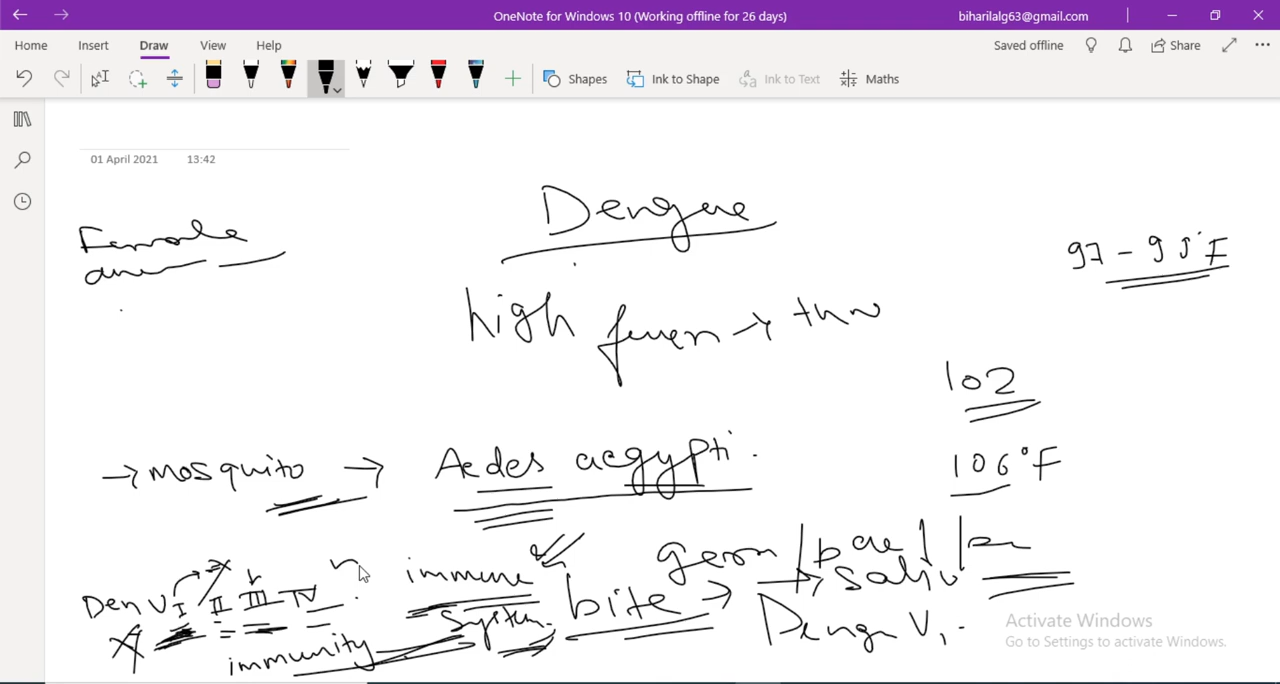 OneNote for Windows 10 (Working offline for 26 days)
biharilalg63@gmail.com
Home Insert Draw View Help
Saved offline Share
Shapes Ink to Shape Ink to Text Maths
01 April 2021 13:42
Dengue
Female
97 - 98°F
high fever →
102
→ mosquito → Aedes aegypti.
106°F
germ
immune
DenV I II III IV
bite →
system
immunity
Activate Windows
Go to Settings to activate Windows.